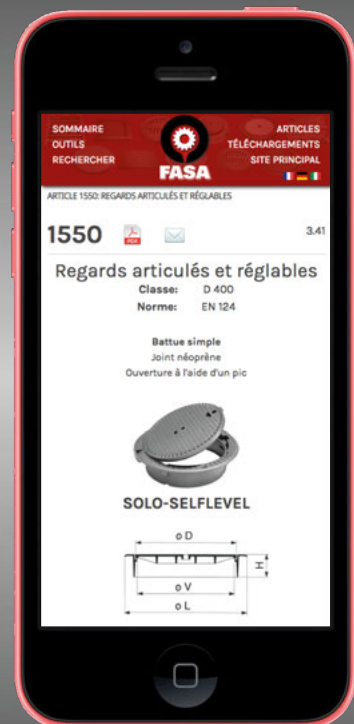 SOMMAIRE
OUTILS
RECHERCHER
FASA
ARTICLES
TÉLÉCHARGEMENTS
SITE PRINCIPAL
ARTICLE 1550: REGARDS ARTICULÉS ET RÉGLABLES
1550
PDF
3.41
Regards articulés et réglables
Classe: D 400
Norme: EN 124
Battue simple
Joint néoprène
Ouverture à l'aide d'un pic
SOLO-SELFLEVEL
o D
H
o V
o L